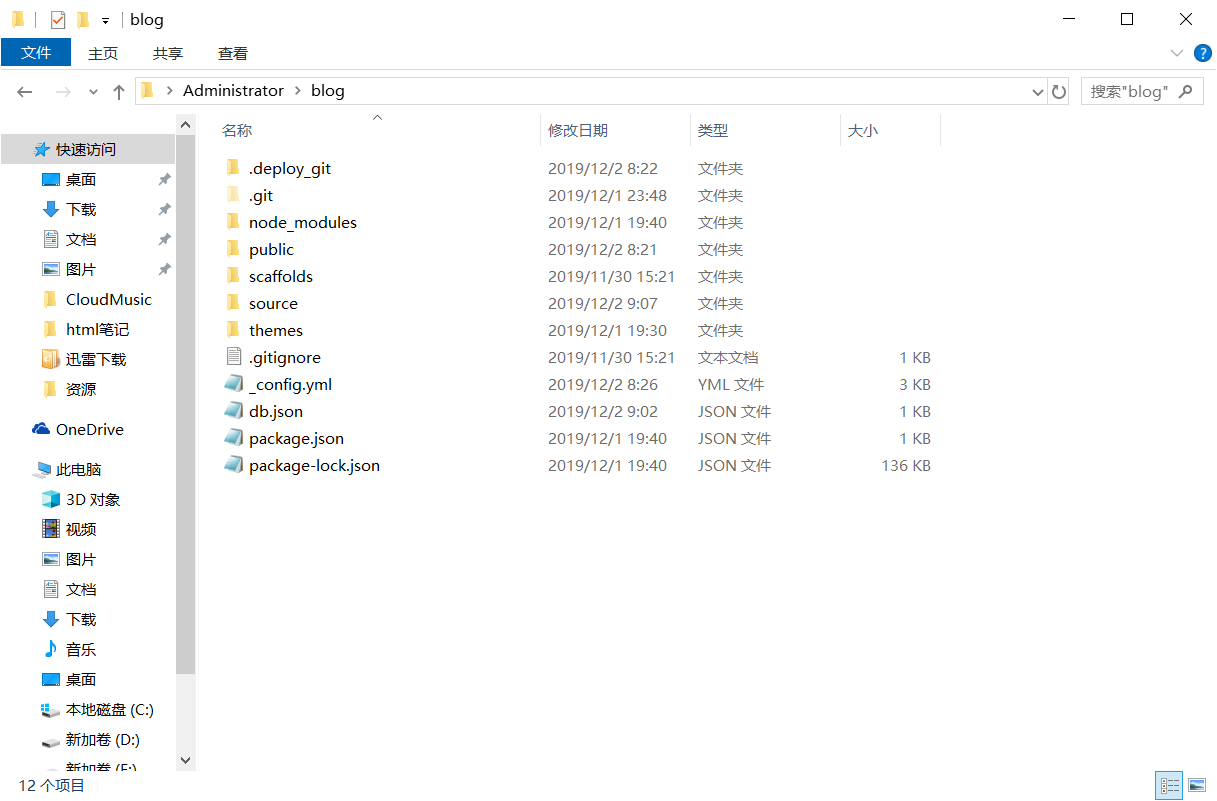 blog
文件 主页 共享 查看
Administrator blog 搜索"blog"
名称 修改日期 类型 大小
快速访问
桌面
下载
文档
图片
CloudMusic
html笔记
迅雷下载
资源
OneDrive
此电脑
3D 对象
视频
图片
文档
下载
音乐
桌面
本地磁盘 (C:)
新加卷 (D:)
新加卷 (E:)
.deploy_git 2019/12/2 8:22 文件夹
.git 2019/12/1 23:48 文件夹
node_modules 2019/12/1 19:40 文件夹
public 2019/12/2 8:21 文件夹
scaffolds 2019/11/30 15:21 文件夹
source 2019/12/2 9:07 文件夹
themes 2019/12/1 19:30 文件夹
.gitignore 2019/11/30 15:21 文本文档 1 KB
_config.yml 2019/12/2 8:26 YML 文件 3 KB
db.json 2019/12/2 9:02 JSON 文件 1 KB
package.json 2019/12/1 19:40 JSON 文件 1 KB
package-lock.json 2019/12/1 19:40 JSON 文件 136 KB
12 个项目